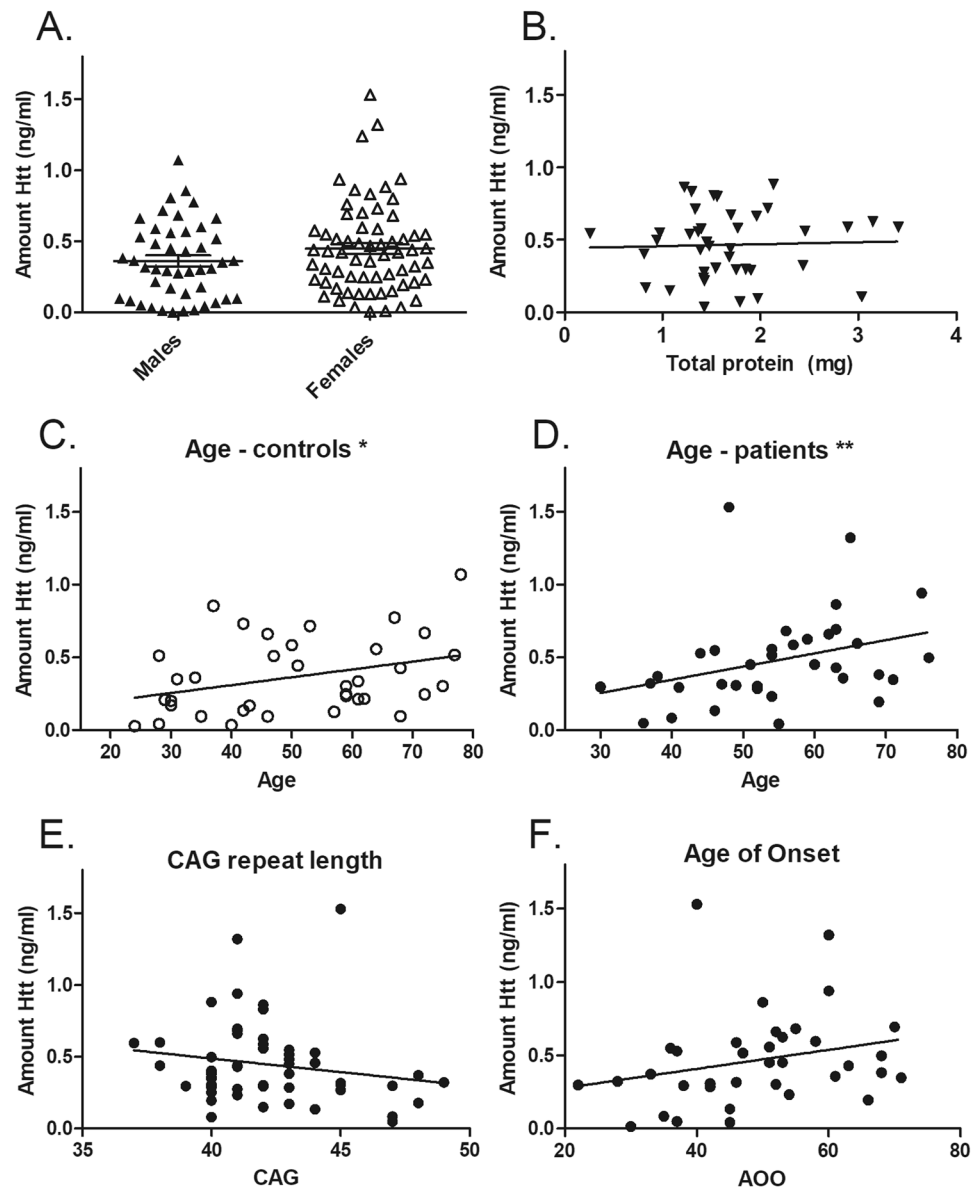 A.
Amount Htt (ng/ml)
1.5
1.0
0.5
0.0
Males
Females
B.
Amount Htt (ng/ml)
1.5
1.0
0.5
0.0
0 1 2 3 4
Total protein (mg)
C.
Age - controls *
Amount Htt (ng/ml)
1.5
1.0
0.5
0.0
20 30 40 50 60 70 80
Age
D.
Age - patients **
Amount Htt (ng/ml)
1.5
1.0
0.5
0.0
30 40 50 60 70 80
Age
E.
CAG repeat length
Amount Htt (ng/ml)
1.5
1.0
0.5
0.0
35 40 45 50
CAG
F.
Age of Onset
Amount Htt (ng/ml)
1.5
1.0
0.5
0.0
20 40 60 80
AOO